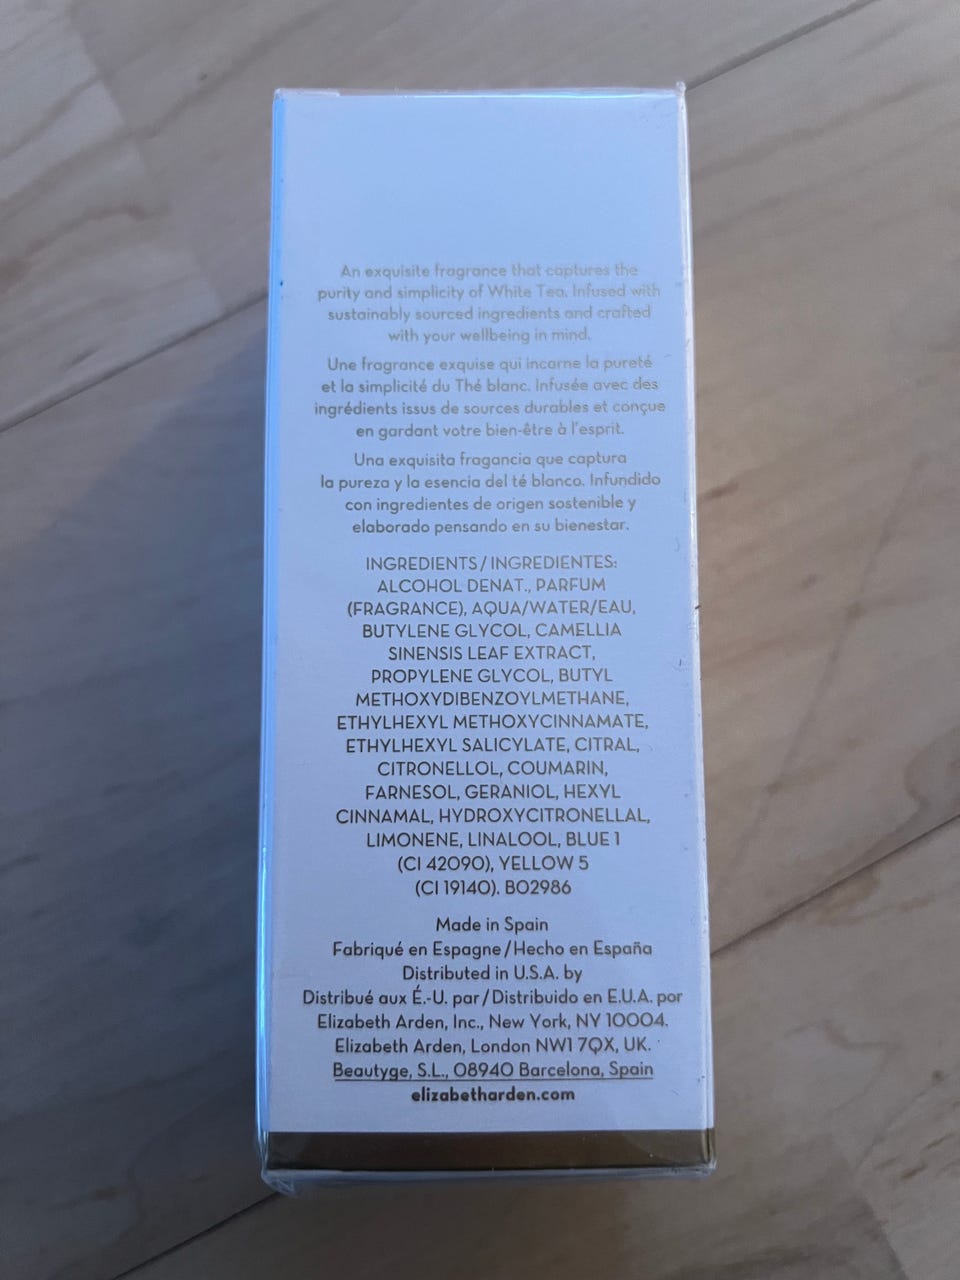 An exquisite fragrance that captures the
purity and simplicity of White Tea. Infused with
sustainably sourced ingredients and crafted
with your wellbeing in mind.
Une fragrance exquise qui incarne la pureté
et la simplicité du Thé blanc. Infusée avec des
ingrédients issus de sources durables et conçue
en gardant votre bien-être à l'esprit.
Una exquisita fragancia que captura
la pureza y la esencia del té blanco. Infundido
con ingredientes de origen sostenible y
elaborado pensando en su bienestar.
INGREDIENTS/INGREDIENTES:
ALCOHOL DENAT., PARFUM
(FRAGRANCE), AQUA/WATER/EAU,
BUTYLENE GLYCOL, CAMELLIA
SINENSIS LEAF EXTRACT,
PROPYLENE GLYCOL, BUTYL
METHOXYDIBENZOYLMETHANE,
ETHYLHEXYL METHOXYCINNAMATE,
ETHYLHEXYL SALICYLATE, CITRAL,
CITRONELLOL, COUMARIN,
FARNESOL, GERANIOL, HEXYL
CINNAMAL, HYDROXYCITRONELLAL,
LIMONENE, LINALOOL, BLUE 1
(CI 42090), YELLOW 5
(CI 19140). BO2986
Made in Spain
Fabriqué en Espagne/Hecho en España
Distributed in U.S.A. by
Distribué aux É.-U. par/Distribuido en E.U.A. por
Elizabeth Arden, Inc., New York, NY 10004.
Elizabeth Arden, London NW1 7QX, UK.
Beautyge, S.L., 08940 Barcelona, Spain
elizabetharden.com